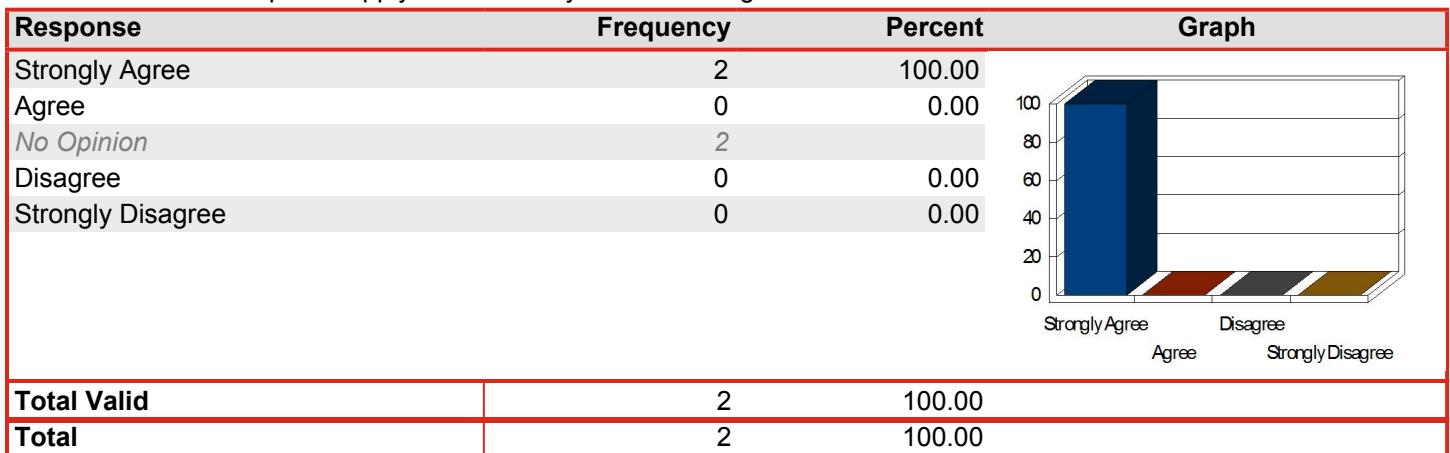 Response Frequency Percent Graph
Strongly Agree 2 100.00
Agree 0 0.00
No Opinion 2
Disagree 0 0.00
Strongly Disagree 0 0.00
100
80
60
40
20
0
Strongly Agree Disagree
Agree Strongly Disagree
Total Valid 2 100.00
Total 2 100.00